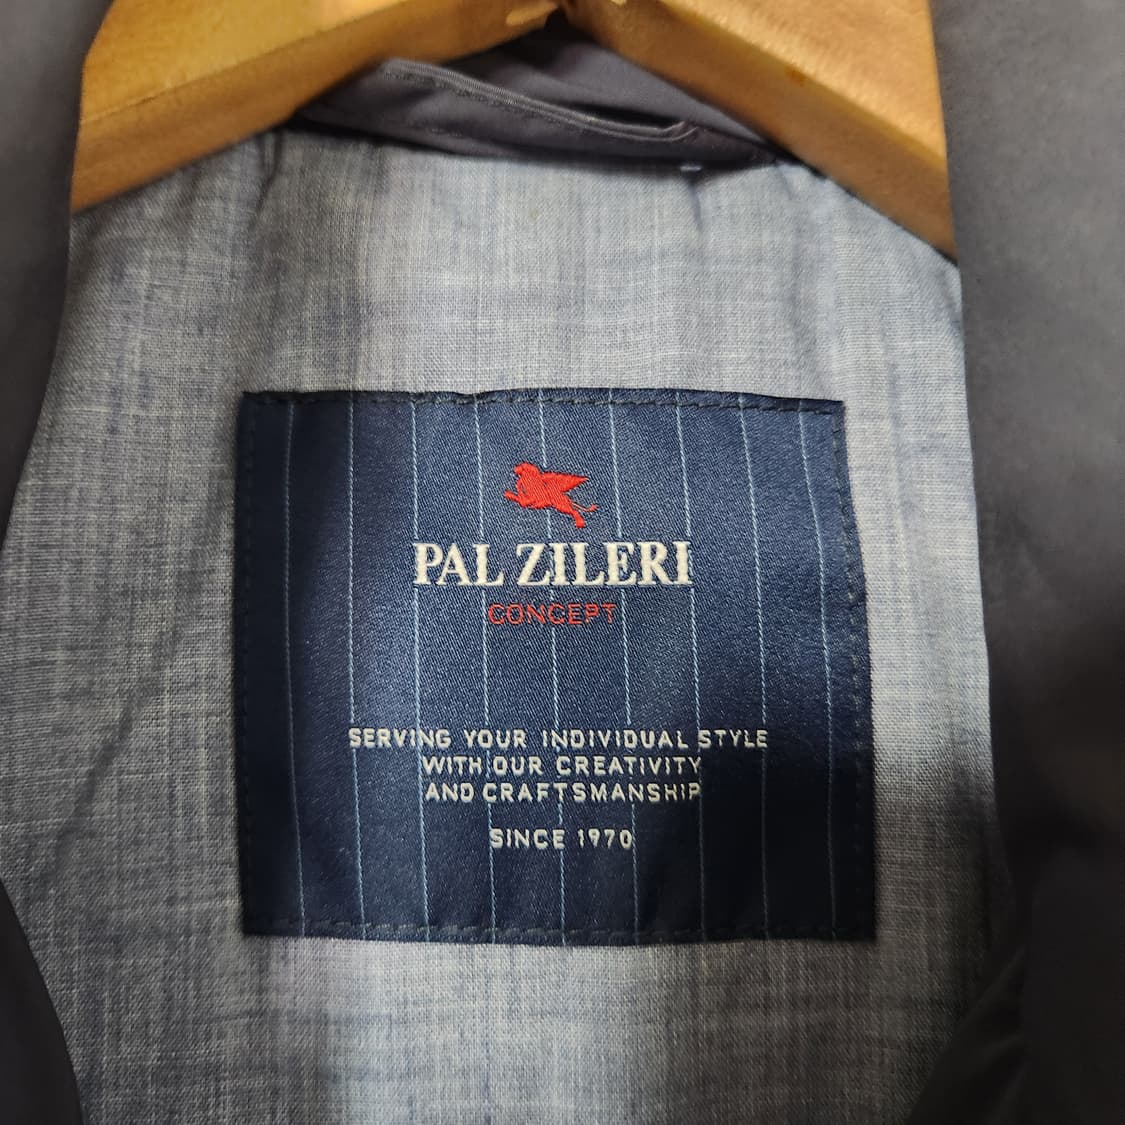 PAL ZILERI
CONCEPT
SERVING YOUR INDIVIDUAL STYLE
WITH OUR CREATIVITY
AND CRAFTSMANSHIP
SINCE 1970